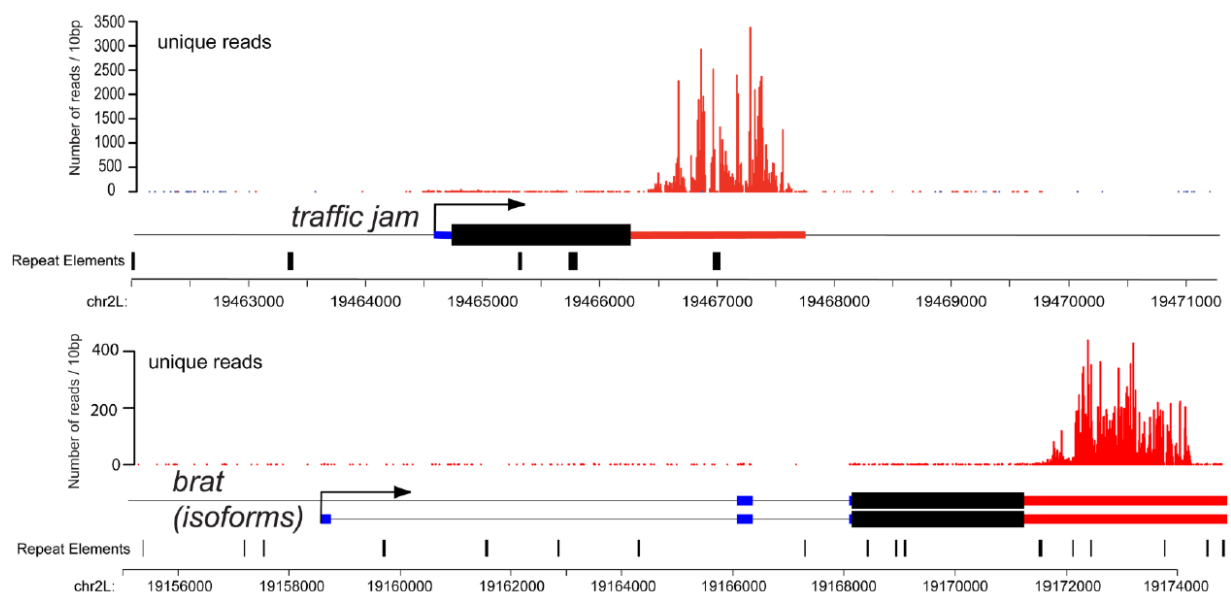 unique reads
Number of reads / 10bp
3500
3000
2500
2000
1500
1000
500
0
traffic jam
Repeat Elements
chr2L: 19463000 19464000 19465000 19466000 19467000 19468000 19469000 19470000 19471000
unique reads
Number of reads / 10bp
400
200
0
brat
(isoforms)
Repeat Elements
chr2L: 19156000 19158000 19160000 19162000 19164000 19166000 19168000 19170000 19172000 19174000